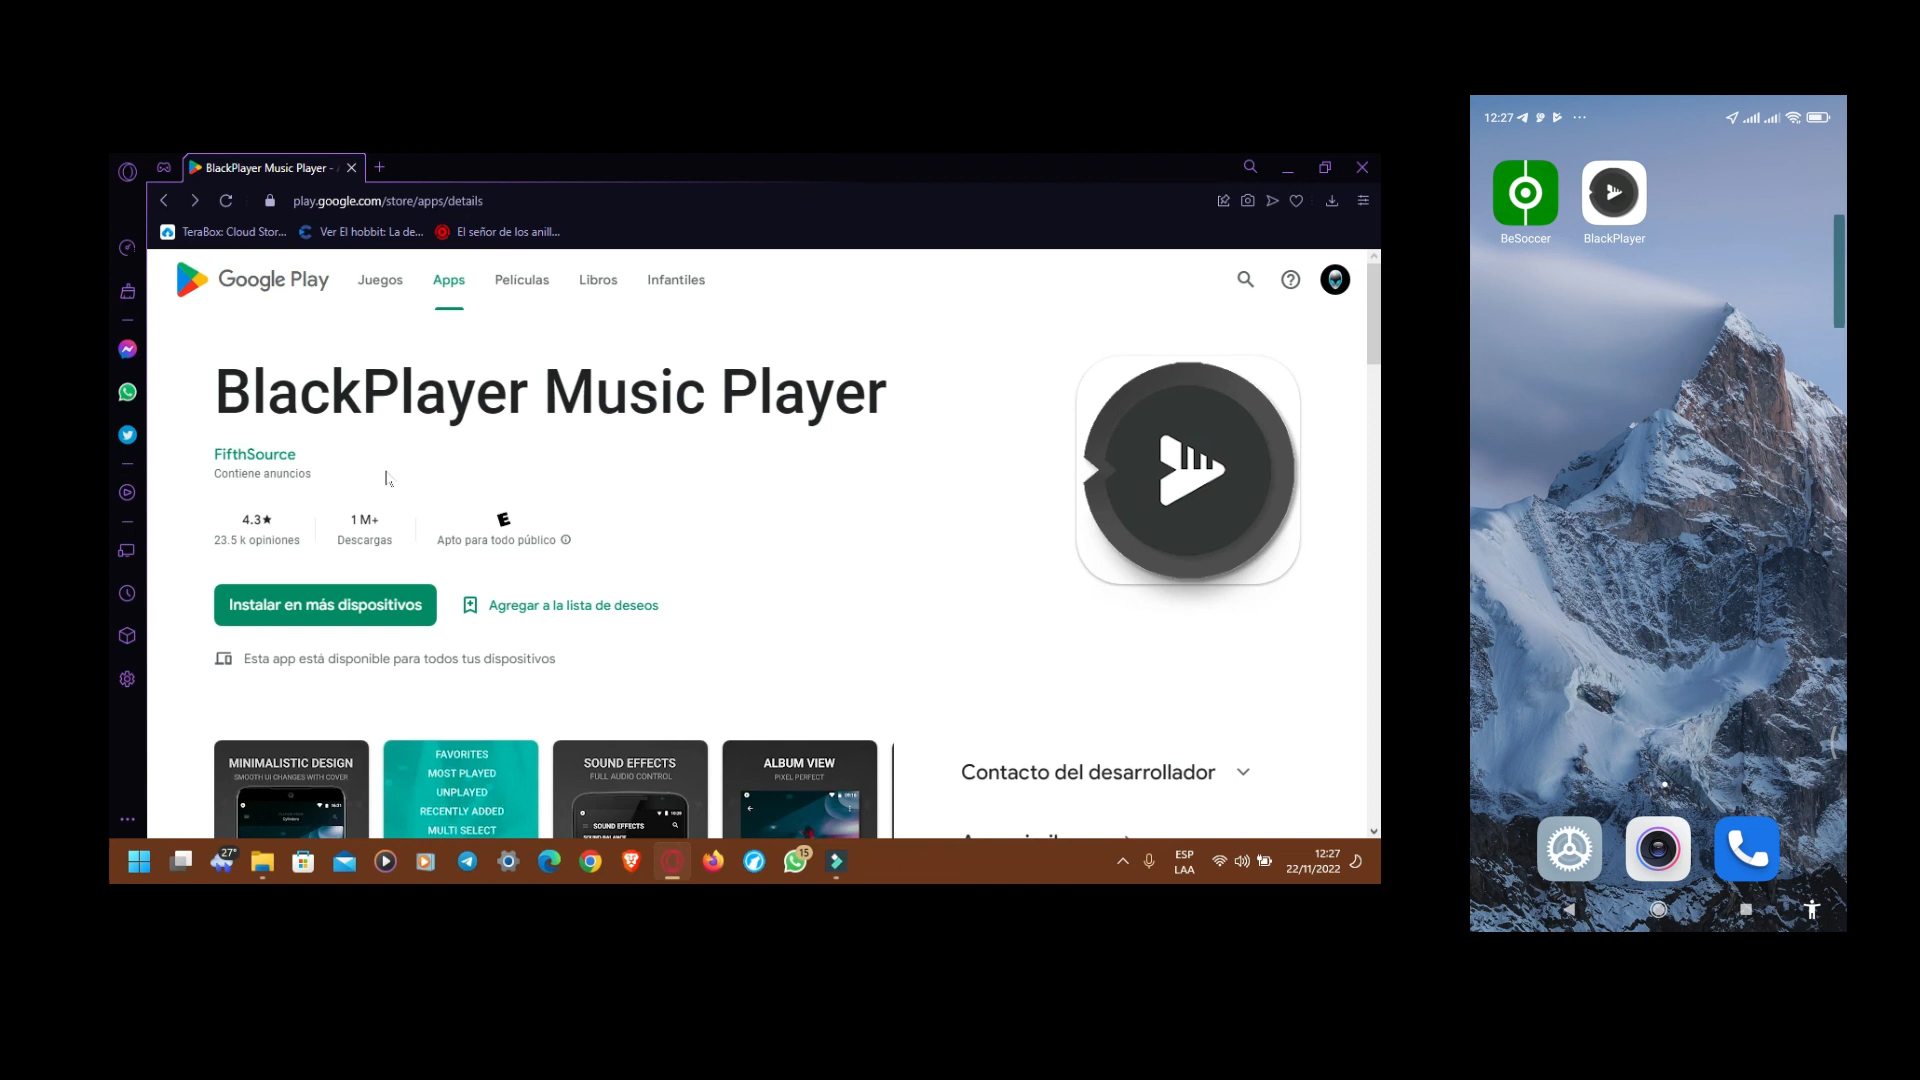 BlackPlayer Music Player -
play.google.com/store/apps/details
TeraBox: Cloud Stor... Ver El hobbit: La de... El señor de los anill...
Google Play Juegos Apps Películas Libros Infantiles
BlackPlayer Music Player
FifthSource
Contiene anuncios
4.3★ 1 M+ E
23.5 k opiniones Descargas Apto para todo público
Instalar en más dispositivos Agregar a la lista de deseos
Esta app está disponible para todos tus dispositivos
MINIMALISTIC DESIGN
SMOOTH UI CHANGES WITH COVER
FAVORITES
MOST PLAYED
UNPLAYED
RECENTLY ADDED
MULTI SELECT
SOUND EFFECTS
FULL AUDIO CONTROL
SOUND EFFECTS
ALBUM VIEW
PIXEL PERFECT
Contacto del desarrollador
27°
15
ESP
LAA
12:27
22/11/2022
12:27
BeSoccer BlackPlayer